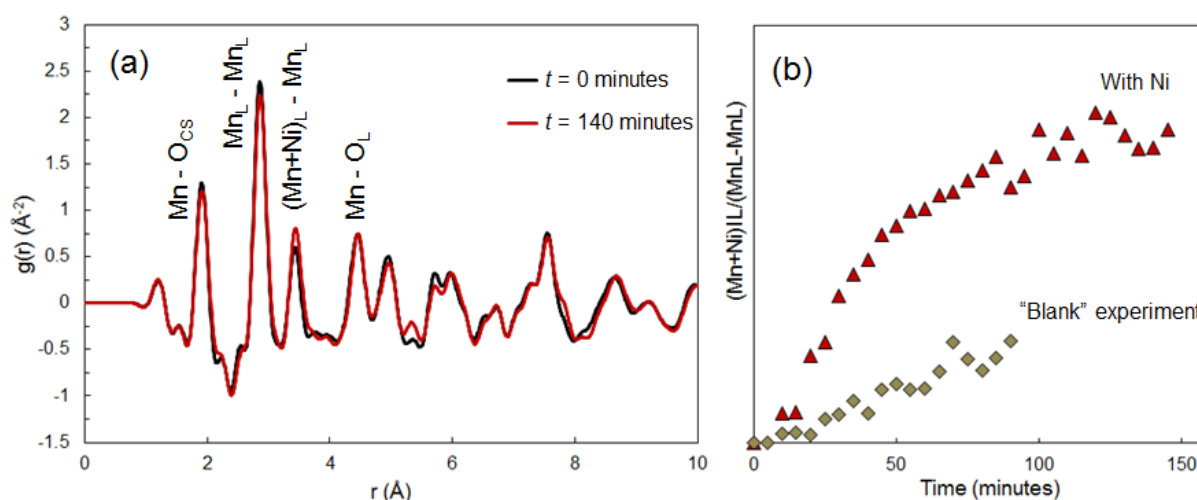 (a)
Mn - O_CS
Mn_L - Mn_L
(Mn+Ni)_L - Mn_L
Mn - O_L
t = 0 minutes
t = 140 minutes
3
2.5
2
1.5
1
0.5
0
-0.5
-1
-1.5
g(r) (Å⁻²)
0 2 4 6 8 10
r (Å)
(b)
With Ni
"Blank" experiment
(Mn+Ni)IL/(MnL-MnL)
0 50 100 150
Time (minutes)